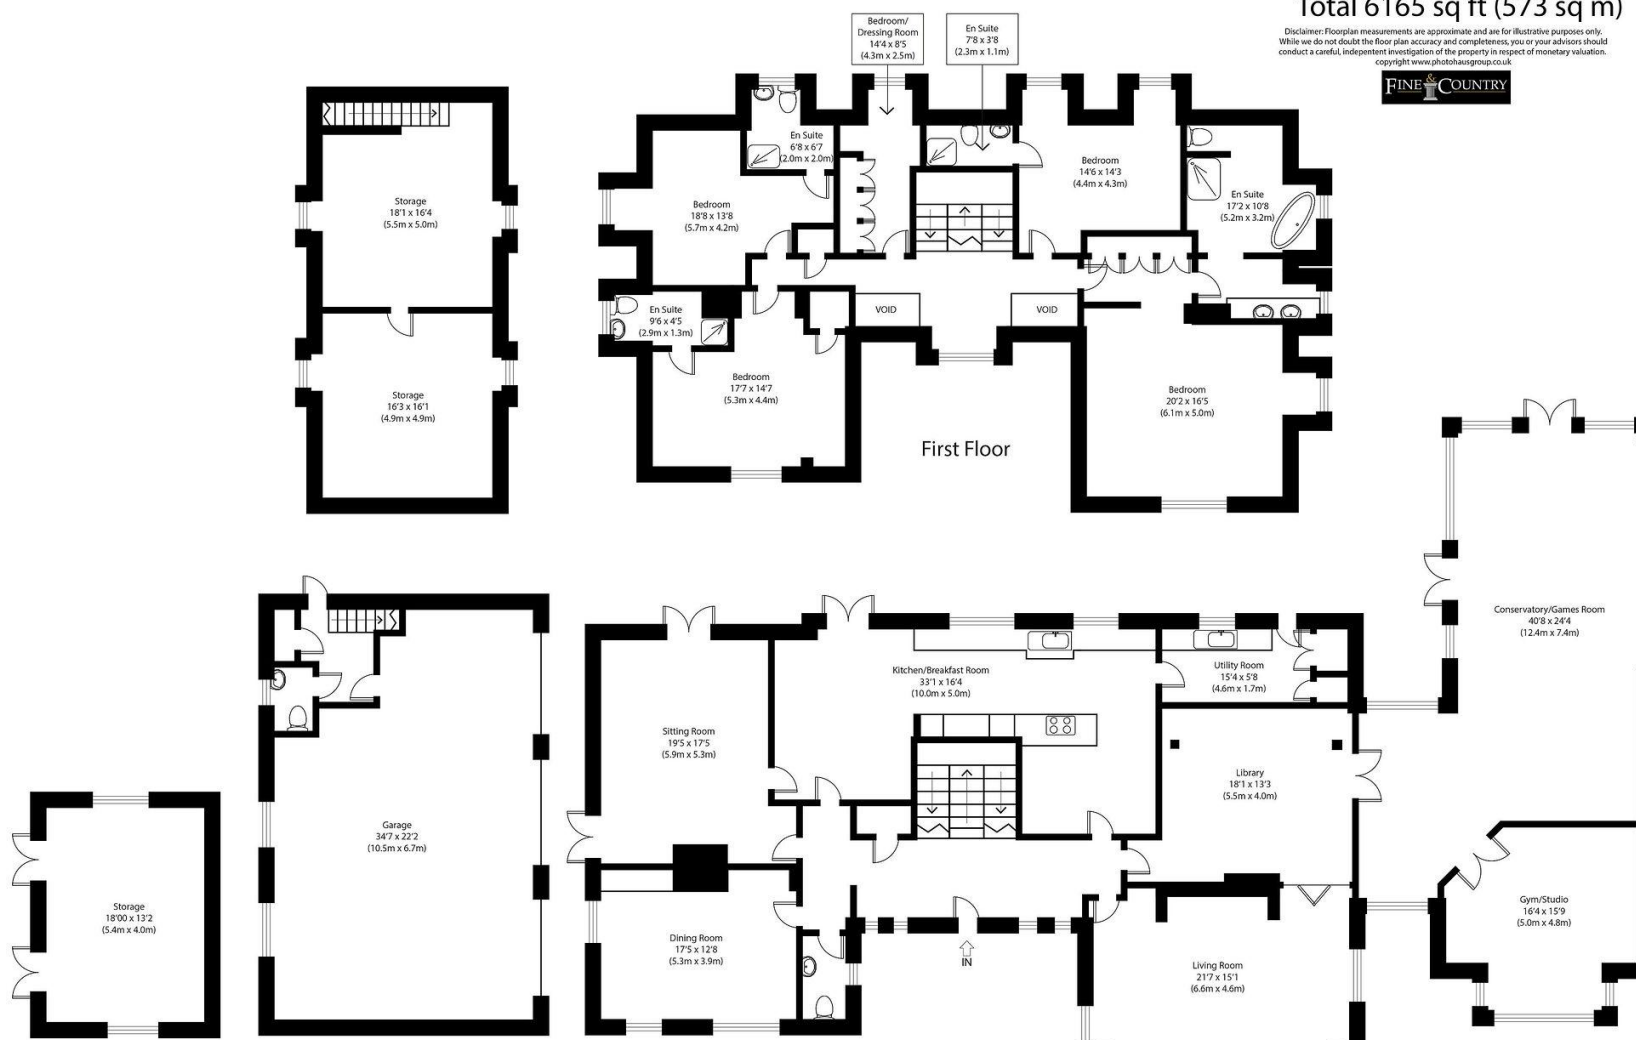 Total 6165 sq ft (573 sq m)
Disclaimer: Floorplan measurements are approximate and are for illustrative purposes only.
While we do not doubt the floor plan accuracy and completeness, you or your advisors should
conduct a careful, independent investigation of the property in respect of monetary valuation.
copyright www.photohausgroup.co.uk
FINE & COUNTRY
Bedroom/
Dressing Room
14'4 x 8'5
(4.3m x 2.5m)
En Suite
7'8 x 3'8
(2.3m x 1.1m)
En Suite
6'8 x 6'7
(2.0m x 2.0m)
Bedroom
14'6 x 14'3
(4.4m x 4.3m)
En Suite
17'2 x 10'8
(5.2m x 3.2m)
Storage
18'1 x 16'4
(5.5m x 5.0m)
Bedroom
18'8 x 13'8
(5.7m x 4.2m)
En Suite
9'6 x 4'5
(2.9m x 1.3m)
VOID
VOID
Storage
16'3 x 16'1
(4.9m x 4.9m)
Bedroom
17'7 x 14'7
(5.3m x 4.4m)
Bedroom
20'2 x 16'5
(6.1m x 5.0m)
First Floor
Conservatory/Games Room
40'8 x 24'4
(12.4m x 7.4m)
Kitchen/Breakfast Room
33'1 x 16'4
(10.0m x 5.0m)
Utility Room
15'4 x 5'8
(4.6m x 1.7m)
Sitting Room
19'5 x 17'5
(5.9m x 5.3m)
Library
18'1 x 13'3
(5.5m x 4.0m)
Garage
34'7 x 22'2
(10.5m x 6.7m)
Storage
18'00 x 13'2
(5.4m x 4.0m)
Dining Room
17'5 x 12'8
(5.3m x 3.9m)
IN
Living Room
21'7 x 15'1
(6.6m x 4.6m)
Gym/Studio
16'4 x 15'9
(5.0m x 4.8m)